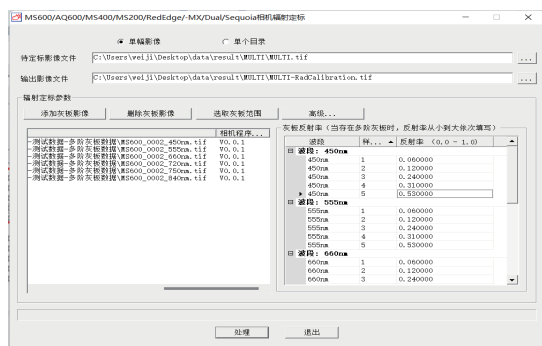 MS600/AQ600/MS400/MS200/RedEdge/-MX/Dual/Sequoia相机辐射定标
单幅影像 单个目录
待定标影像文件 C:\Users\weiji\Desktop\data\result\MULTI\MULTI.tif ...
输出影像文件 C:\Users\weiji\Desktop\data\result\MULTI\MULTI-RadCalibration.tif ...
辐射定标参数
添加灰板影像 删除灰板影像 选取灰板范围 高级...
灰板反射率(当存在多阶灰板时,反射率从小到大依次填写)
相机程序...
-测试数据-多阶灰板数据\MS600_0002_450nm.tif V0.0.1
-测试数据-多阶灰板数据\MS600_0002_555nm.tif V0.0.1
-测试数据-多阶灰板数据\MS600_0002_660nm.tif V0.0.1
-测试数据-多阶灰板数据\MS600_0002_720nm.tif V0.0.1
-测试数据-多阶灰板数据\MS600_0002_750nm.tif V0.0.1
-测试数据-多阶灰板数据\MS600_0002_840nm.tif V0.0.1
波段 样... 反射率 (0.0 - 1.0)
波段: 450nm
450nm 1 0.060000
450nm 2 0.120000
450nm 3 0.240000
450nm 4 0.310000
450nm 5 0.530000
波段: 555nm
555nm 1 0.060000
555nm 2 0.120000
555nm 3 0.240000
555nm 4 0.310000
555nm 5 0.530000
波段: 660nm
660nm 1 0.060000
660nm 2 0.120000
660nm 3 0.240000
处理 退出